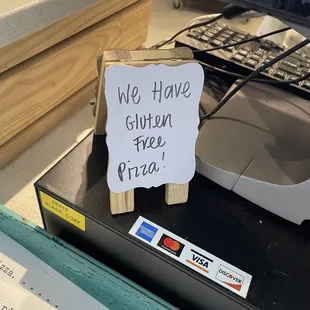 We Have
Gluten
Free
Pizza!
VISA
DISCOVER